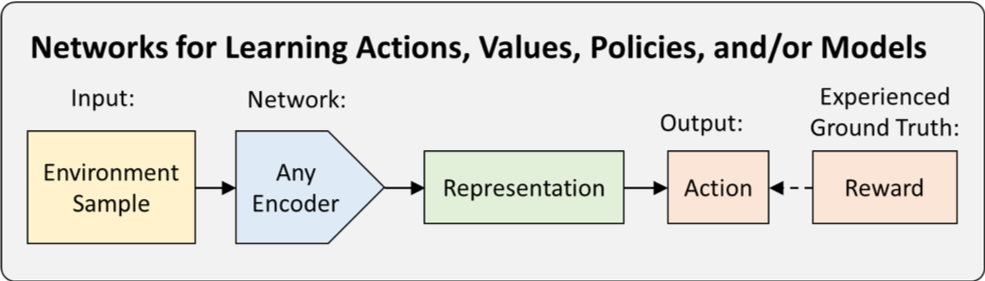 Networks for Learning Actions, Values, Policies, and/or Models
Input:
Network:
Output:
Experienced
Ground Truth:
Environment
Sample
Any
Encoder
Representation
Action
Reward